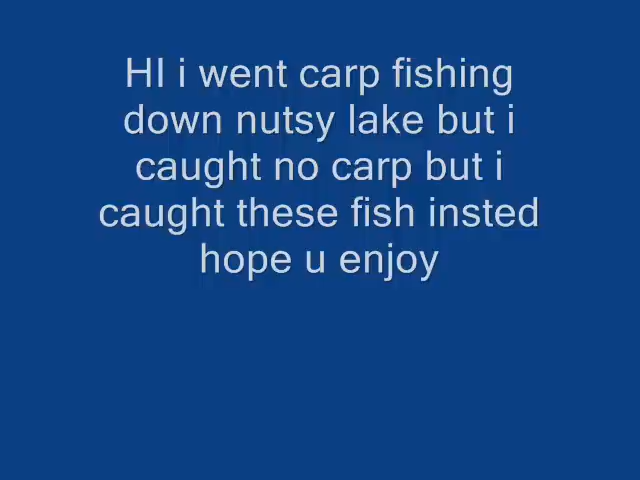 HI i went carp fishing
down nutsy lake but i
caught no carp but i
caught these fish insted
hope u enjoy